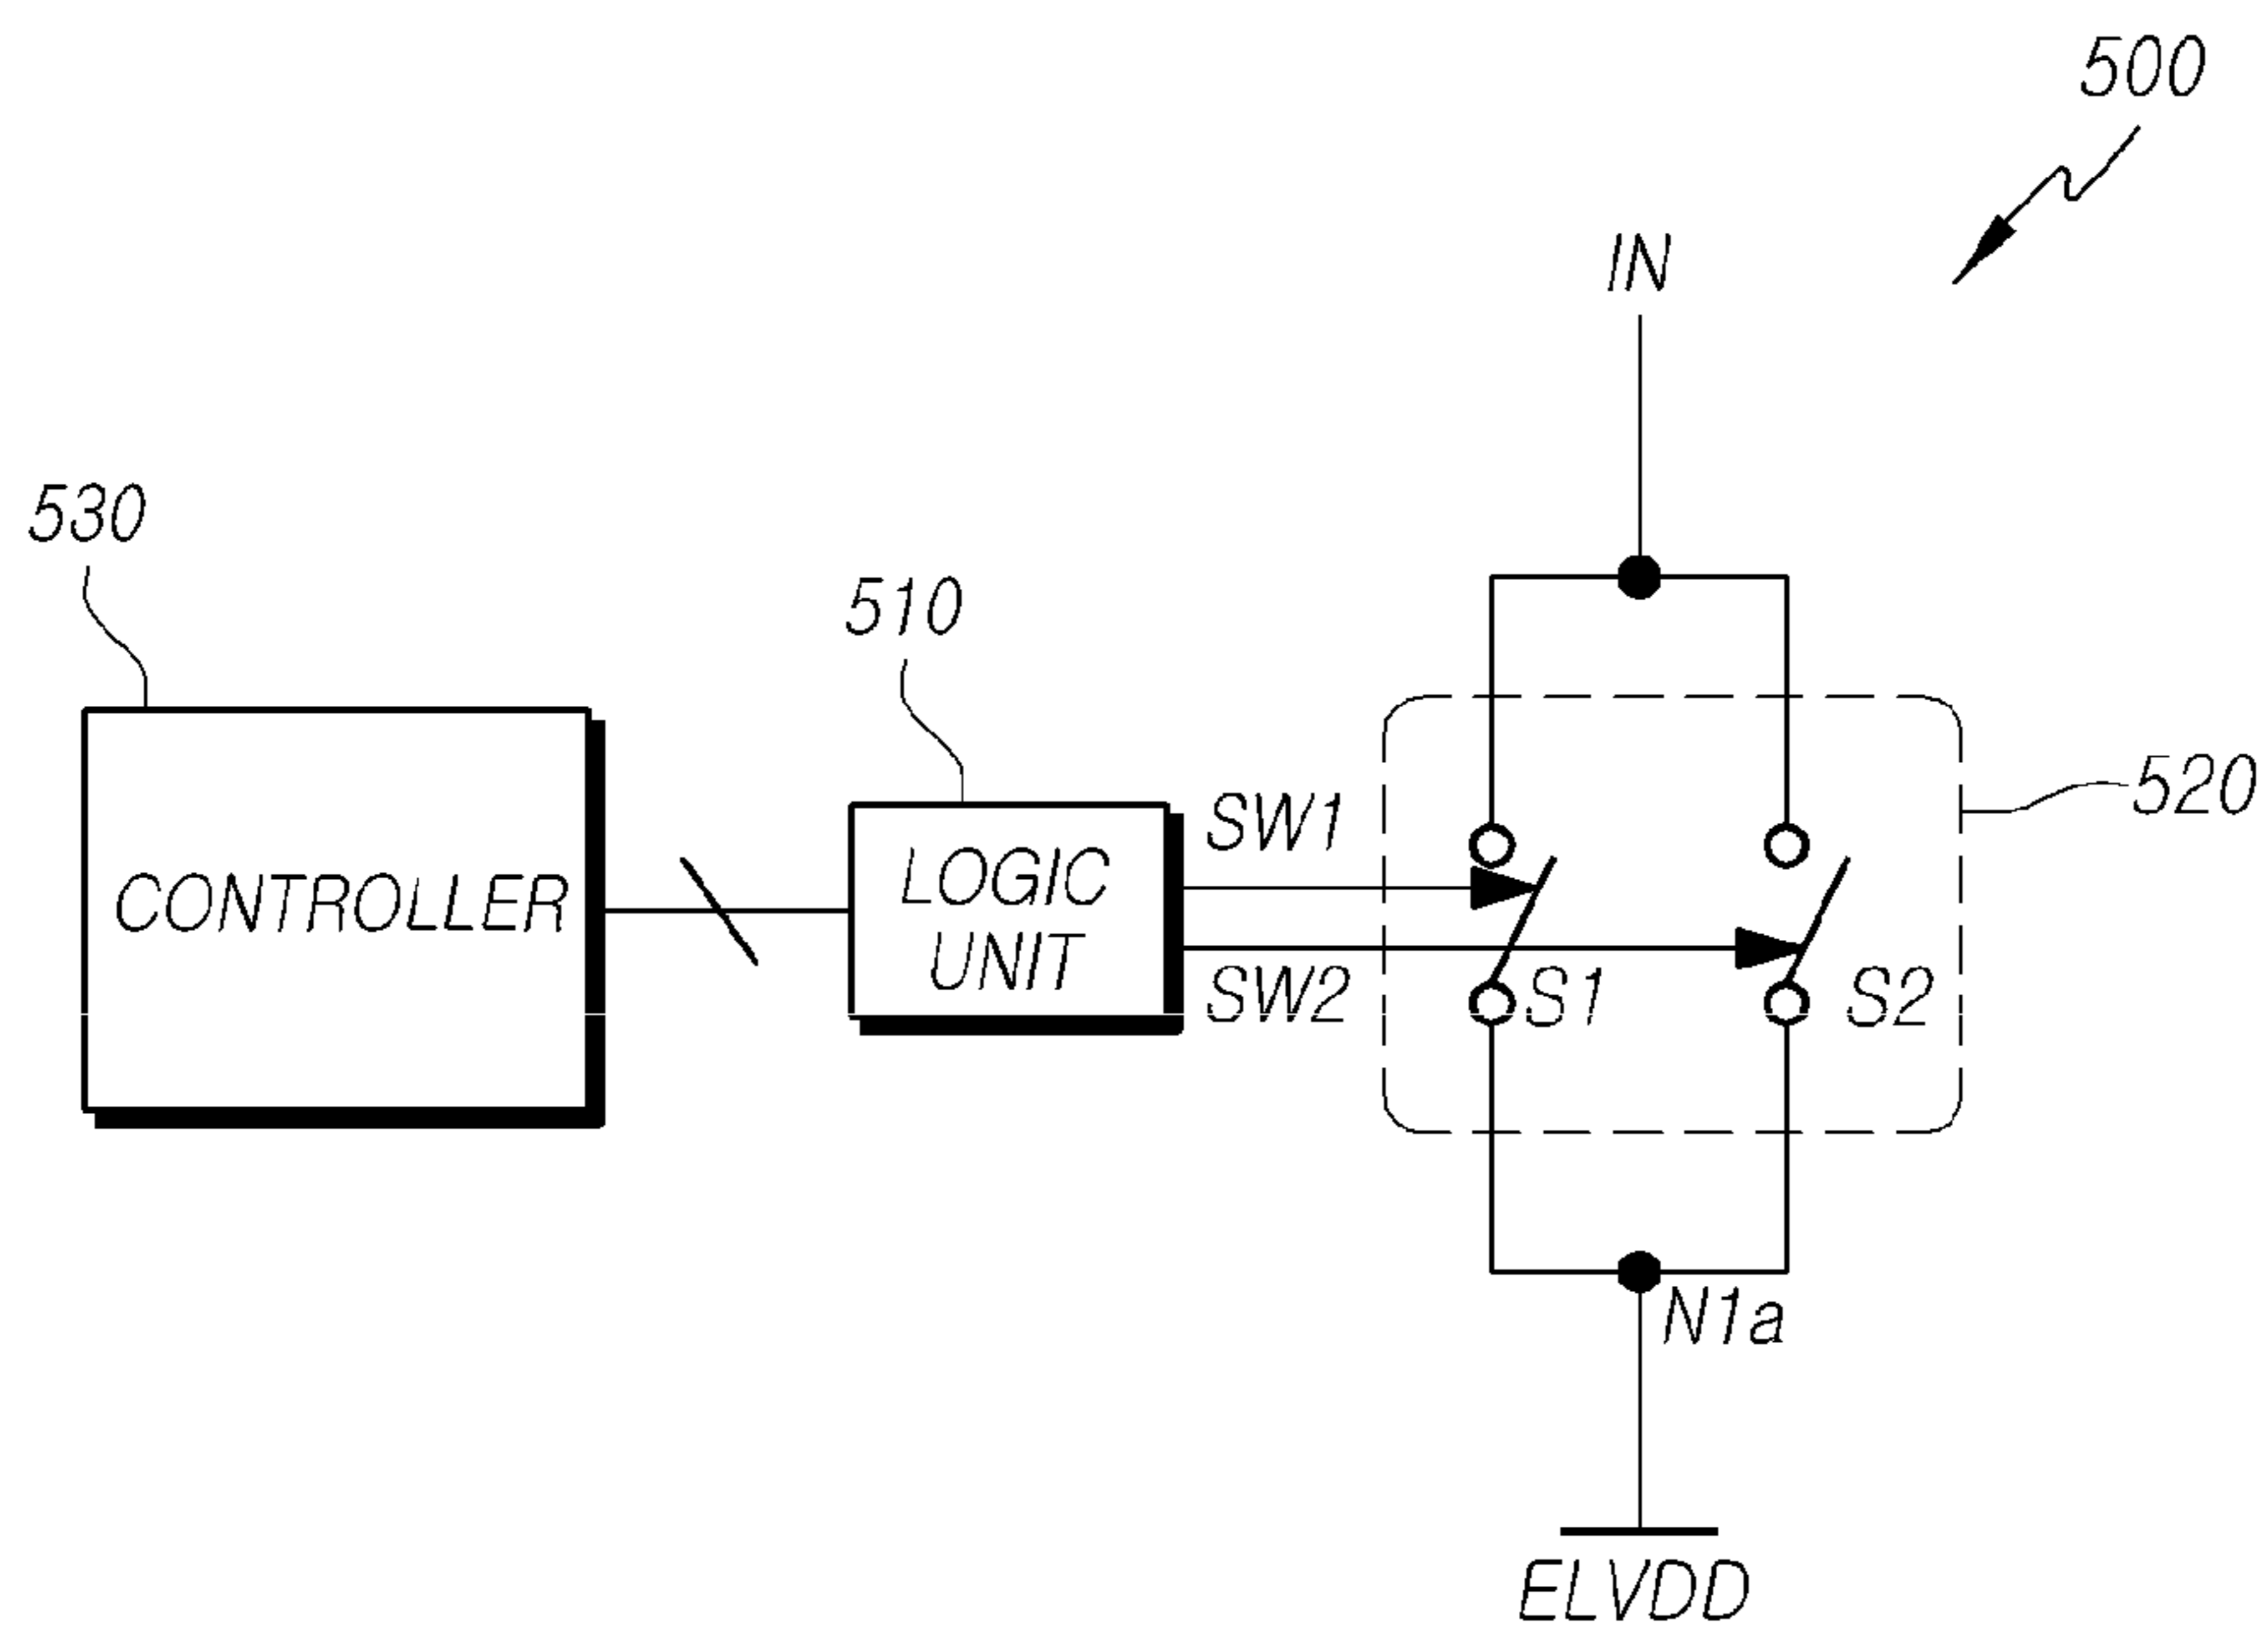 500
IN
530
510
520
SW1
CONTROLLER
LOGIC
UNIT
SW2
S1
S2
N1a
ELVDD